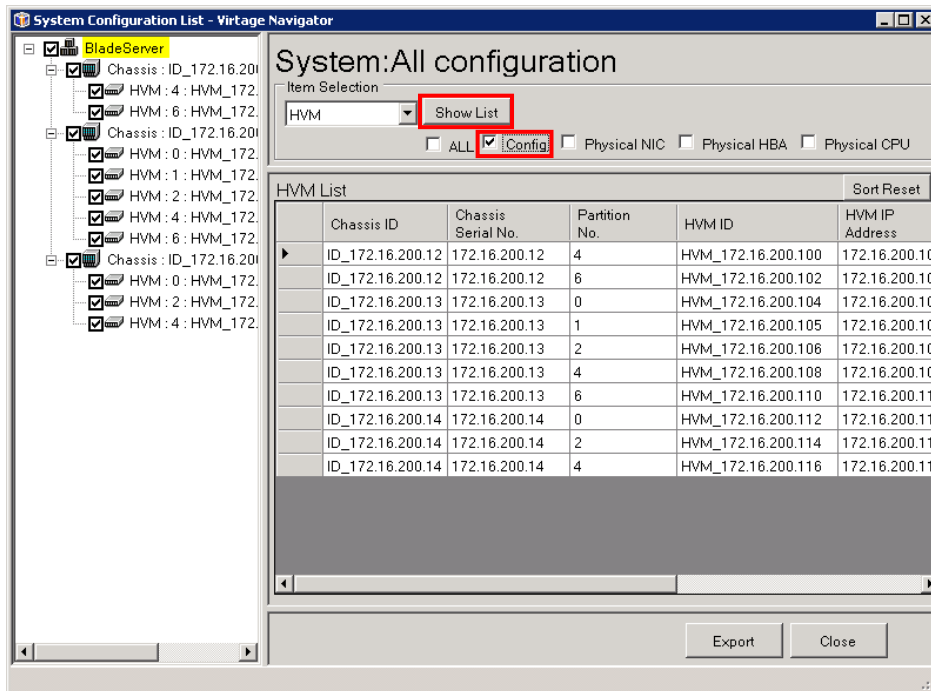 System Configuration List - Virtage Navigator
BladeServer
Chassis : ID_172.16.20
HVM : 4 : HVM_172.
HVM : 6 : HVM_172.
Chassis : ID_172.16.20
HVM : 0 : HVM_172.
HVM : 1 : HVM_172.
HVM : 2 : HVM_172.
HVM : 4 : HVM_172.
HVM : 6 : HVM_172.
Chassis : ID_172.16.20
HVM : 0 : HVM_172.
HVM : 2 : HVM_172.
HVM : 4 : HVM_172.
System:All configuration
Item Selection
HVM Show List
ALL Config Physical NIC Physical HBA Physical CPU
HVM List Sort Reset
Chassis ID Chassis Serial No. Partition No. HVM ID HVM IP Address
ID_172.16.200.12 172.16.200.12 4 HVM_172.16.200.100 172.16.200.10
ID_172.16.200.12 172.16.200.12 6 HVM_172.16.200.102 172.16.200.10
ID_172.16.200.13 172.16.200.13 0 HVM_172.16.200.104 172.16.200.10
ID_172.16.200.13 172.16.200.13 1 HVM_172.16.200.105 172.16.200.10
ID_172.16.200.13 172.16.200.13 2 HVM_172.16.200.106 172.16.200.10
ID_172.16.200.13 172.16.200.13 4 HVM_172.16.200.108 172.16.200.10
ID_172.16.200.13 172.16.200.13 6 HVM_172.16.200.110 172.16.200.11
ID_172.16.200.14 172.16.200.14 0 HVM_172.16.200.112 172.16.200.11
ID_172.16.200.14 172.16.200.14 2 HVM_172.16.200.114 172.16.200.11
ID_172.16.200.14 172.16.200.14 4 HVM_172.16.200.116 172.16.200.11
Export Close